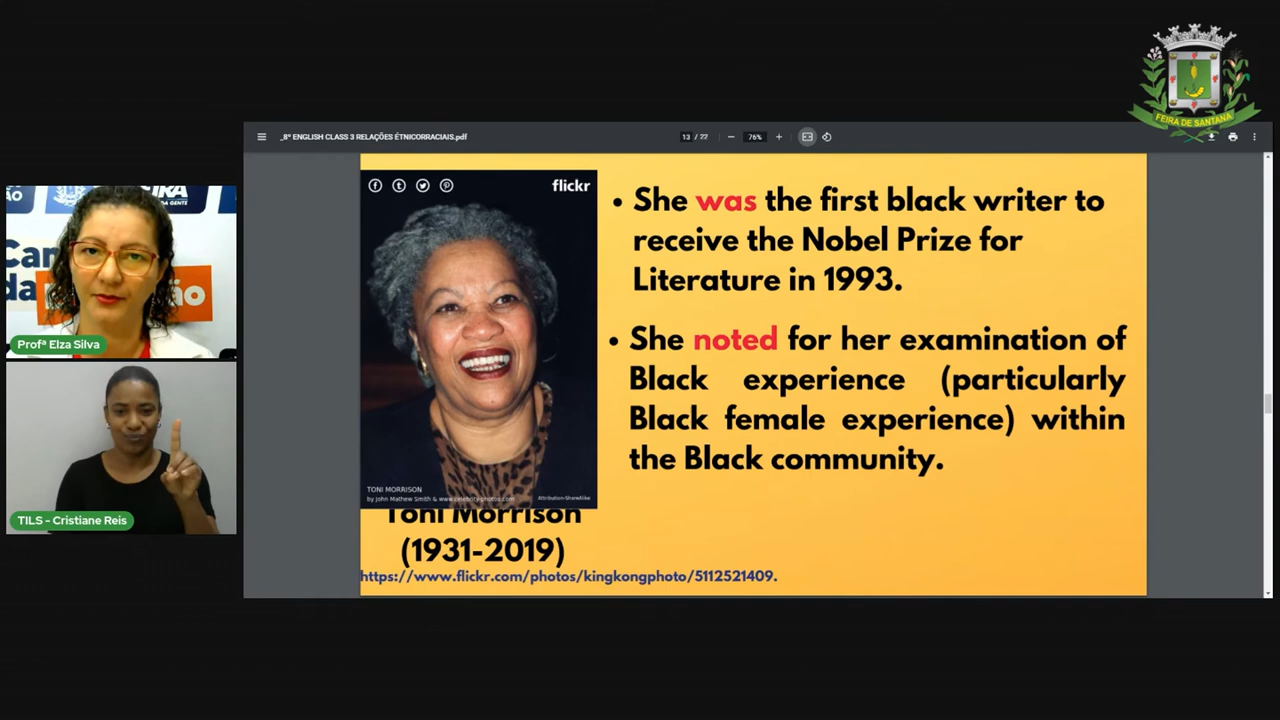 FEIRA DE SANTANA
_8º ENGLISH CLASS 3 RELAÇÕES ÉTNICORRACIAIS.pdf
13 / 22
76%
flickr
TONI MORRISON
by John Mathew Smith & www.celebrity-photos.com
Attribution-ShareAlike
Toni Morrison
(1931-2019)
https://www.flickr.com/photos/kingkongphoto/5112521409.
• She was the first black writer to
receive the Nobel Prize for
Literature in 1993.
• She noted for her examination of
Black experience (particularly
Black female experience) within
the Black community.
DA GENTE
Profª Elza Silva
TILS - Cristiane Reis